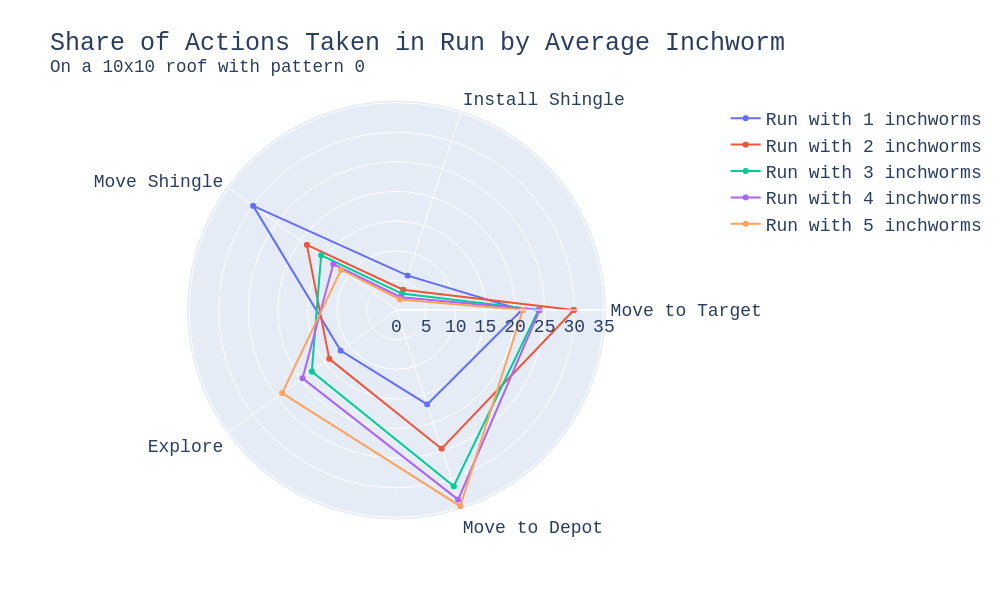 Share of Actions Taken in Run by Average Inchworm
On a 10x10 roof with pattern 0
Install Shingle
Run with 1 inchworms
Run with 2 inchworms
Run with 3 inchworms
Run with 4 inchworms
Run with 5 inchworms
Move Shingle
Move to Target
0 5 10 15 20 25 30 35
Explore
Move to Depot